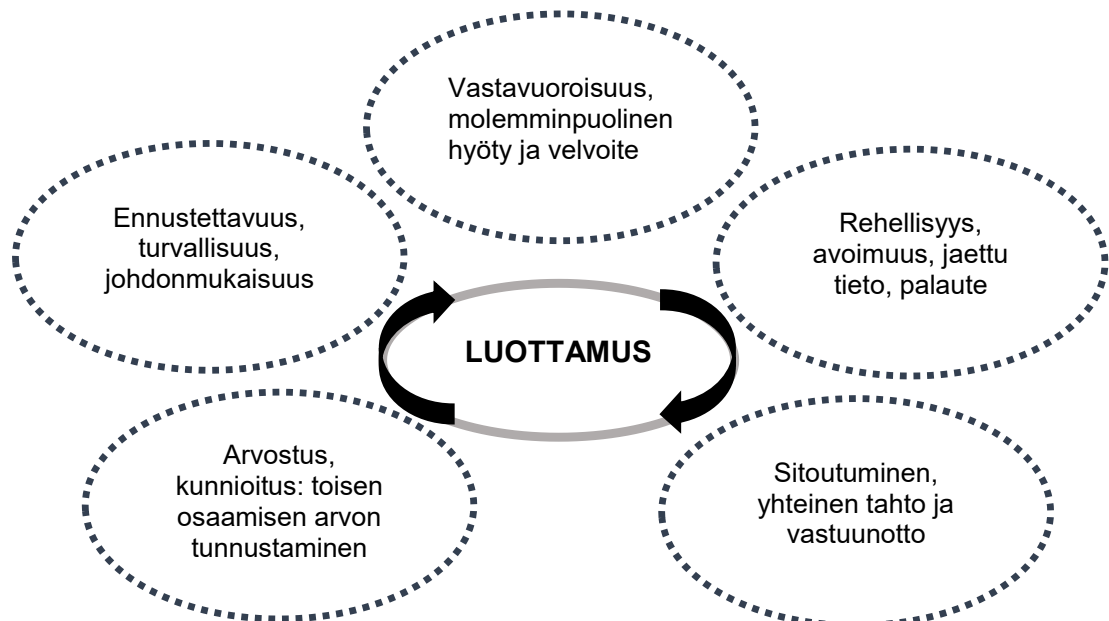 Vastavuoroisuus,
molemminpuolinen
hyöty ja velvoite
Ennustettavuus,
turvallisuus,
johdonmukaisuus
Rehellisyys,
avoimuus, jaettu
tieto, palaute
LUOTTAMUS
Arvostus,
kunnioitus: toisen
osaamisen arvon
tunnustaminen
Sitoutuminen,
yhteinen tahto ja
vastuunotto